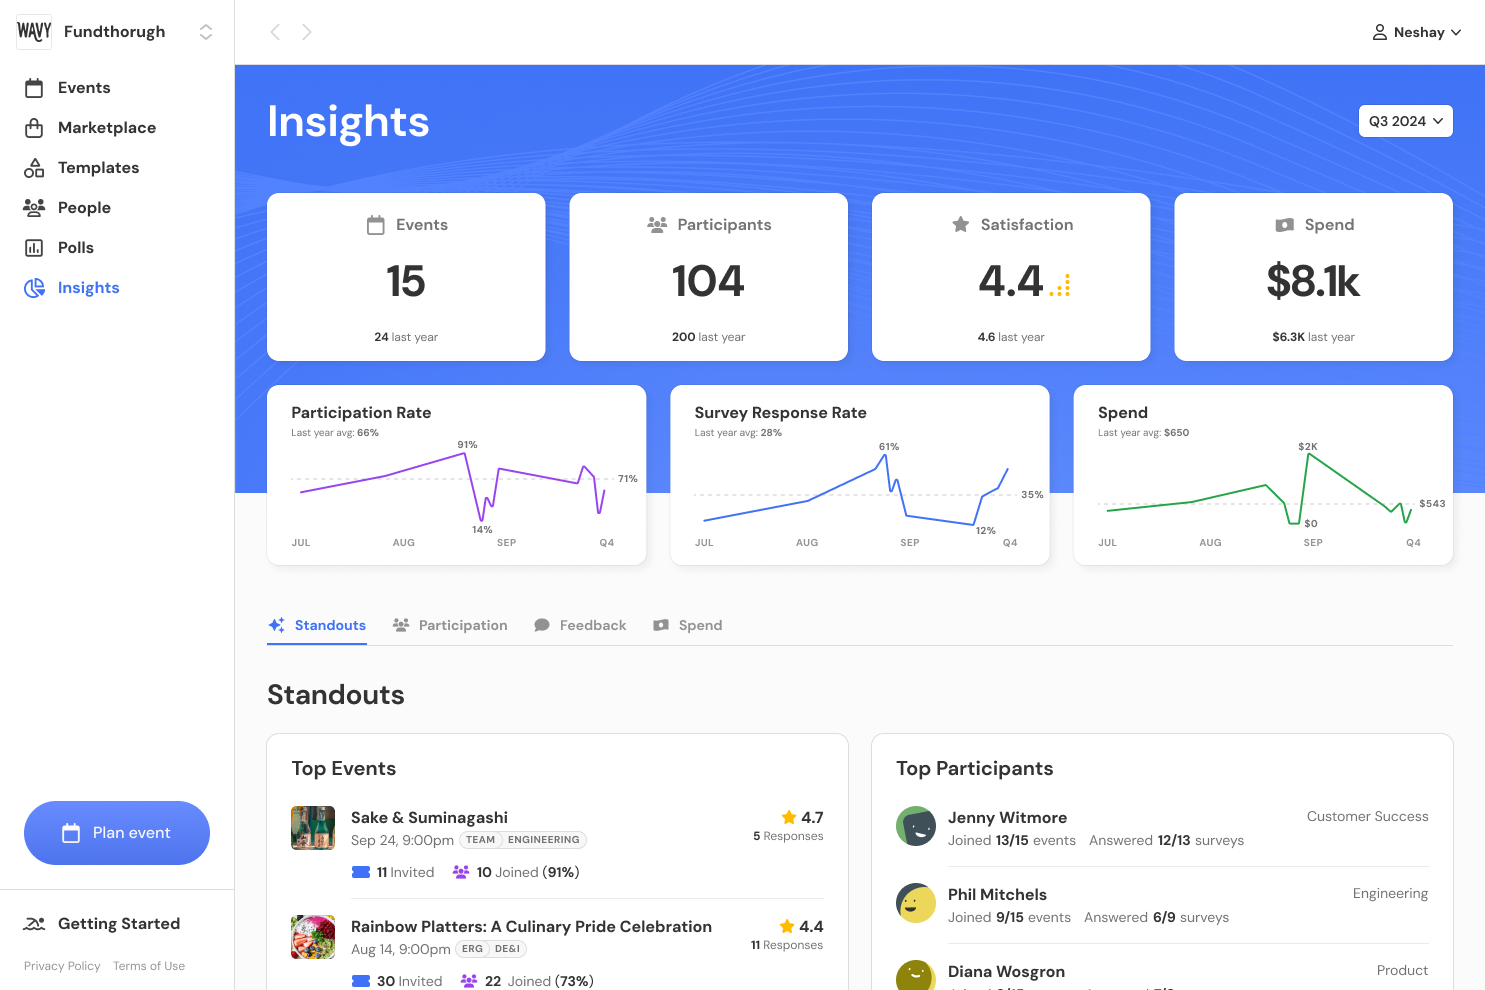 WAVY
Fundthorugh
Neshay
Events
Marketplace
Templates
People
Polls
Insights
Plan event
Getting Started
Privacy Policy Terms of Use
Insights
Q3 2024
Events
15
24 last year
Participants
104
200 last year
Satisfaction
4.4
4.6 last year
Spend
$8.1k
$6.3K last year
Participation Rate
Last year avg: 66%
91%
71%
14%
JUL AUG SEP Q4
Survey Response Rate
Last year avg: 28%
61%
35%
12%
JUL AUG SEP Q4
Spend
Last year avg: $650
$2K
$543
$0
JUL AUG SEP Q4
Standouts Participation Feedback Spend
Standouts
Top Events
Sake & Suminagashi 4.7
Sep 24, 9:00pm TEAM ENGINEERING 5 Responses
11 Invited 10 Joined (91%)
Rainbow Platters: A Culinary Pride Celebration 4.4
Aug 14, 9:00pm ERG DE&I 11 Responses
30 Invited 22 Joined (73%)
Top Participants
Jenny Witmore Customer Success
Joined 13/15 events Answered 12/13 surveys
Phil Mitchels Engineering
Joined 9/15 events Answered 6/9 surveys
Diana Wosgron Product